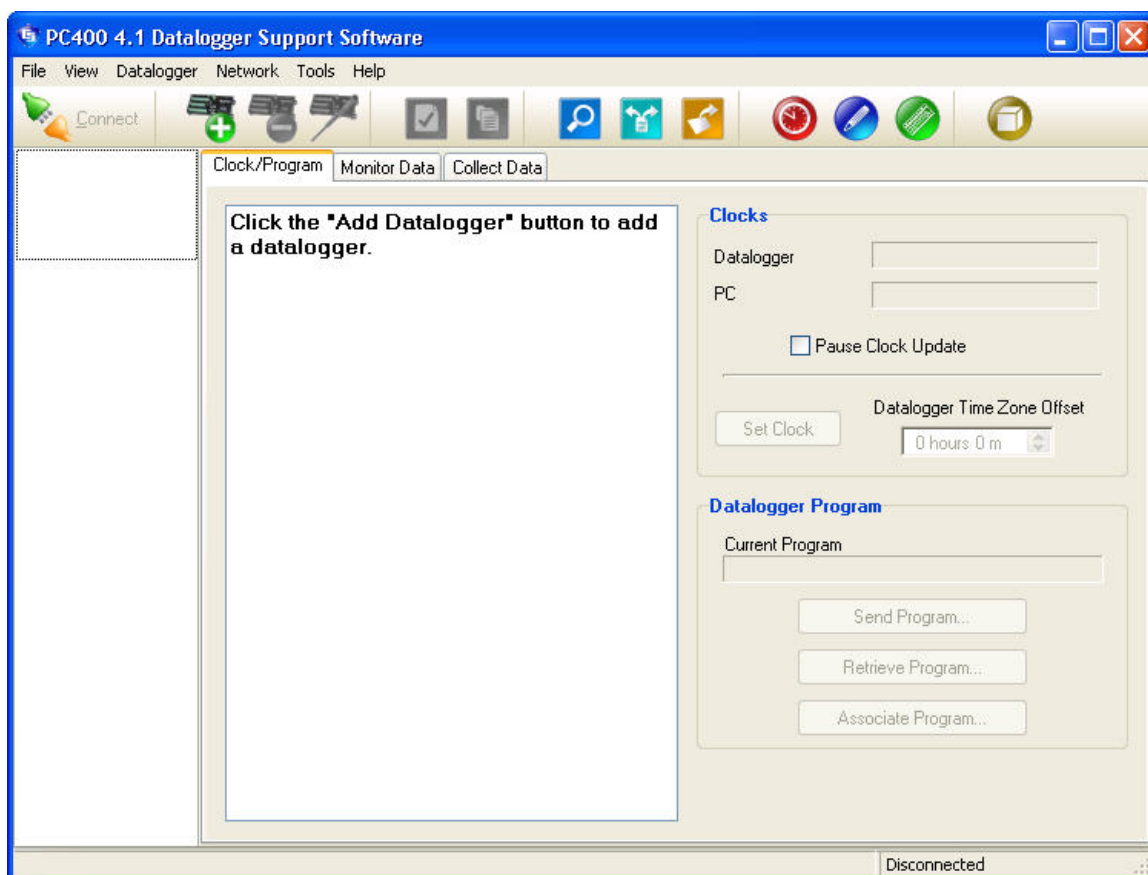 PC400 4.1 Datalogger Support Software
File View Datalogger Network Tools Help
Connect
Clock/Program Monitor Data Collect Data
Click the "Add Datalogger" button to add
a datalogger.
Clocks
Datalogger
PC
Pause Clock Update
Datalogger Time Zone Offset
Set Clock
0 hours 0 m
Datalogger Program
Current Program
Send Program...
Retrieve Program...
Associate Program...
Disconnected